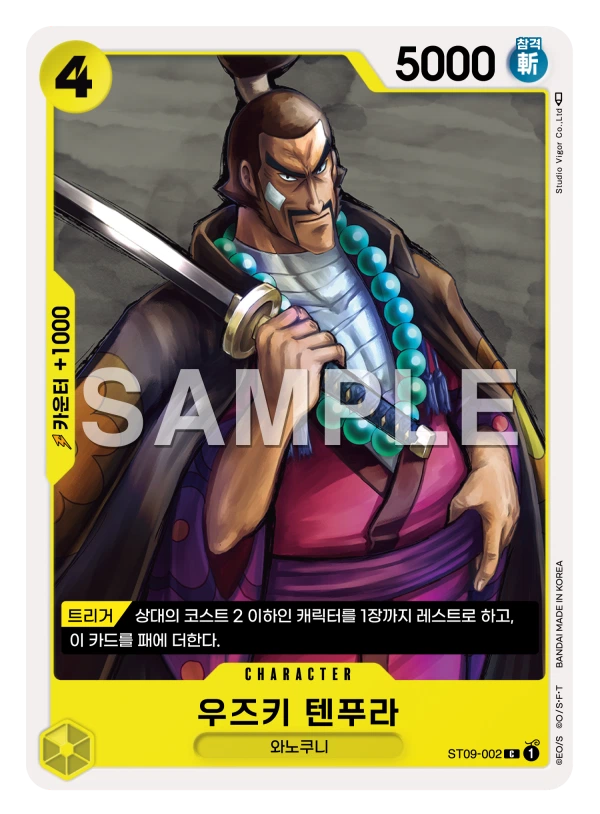 4
5000
참격
斬
Studio Vigor Co.,Ltd
카운터 +1000
SAMPLE
트리거 상대의 코스트 2 이하인 캐릭터를 1장까지 레스트로 하고,
이 카드를 패에 더한다.
CHARACTER
우즈키 텐푸라
와노쿠니
ST09-002 C 1
©EO/S ©O/S·F·T BANDAI MADE IN KOREA